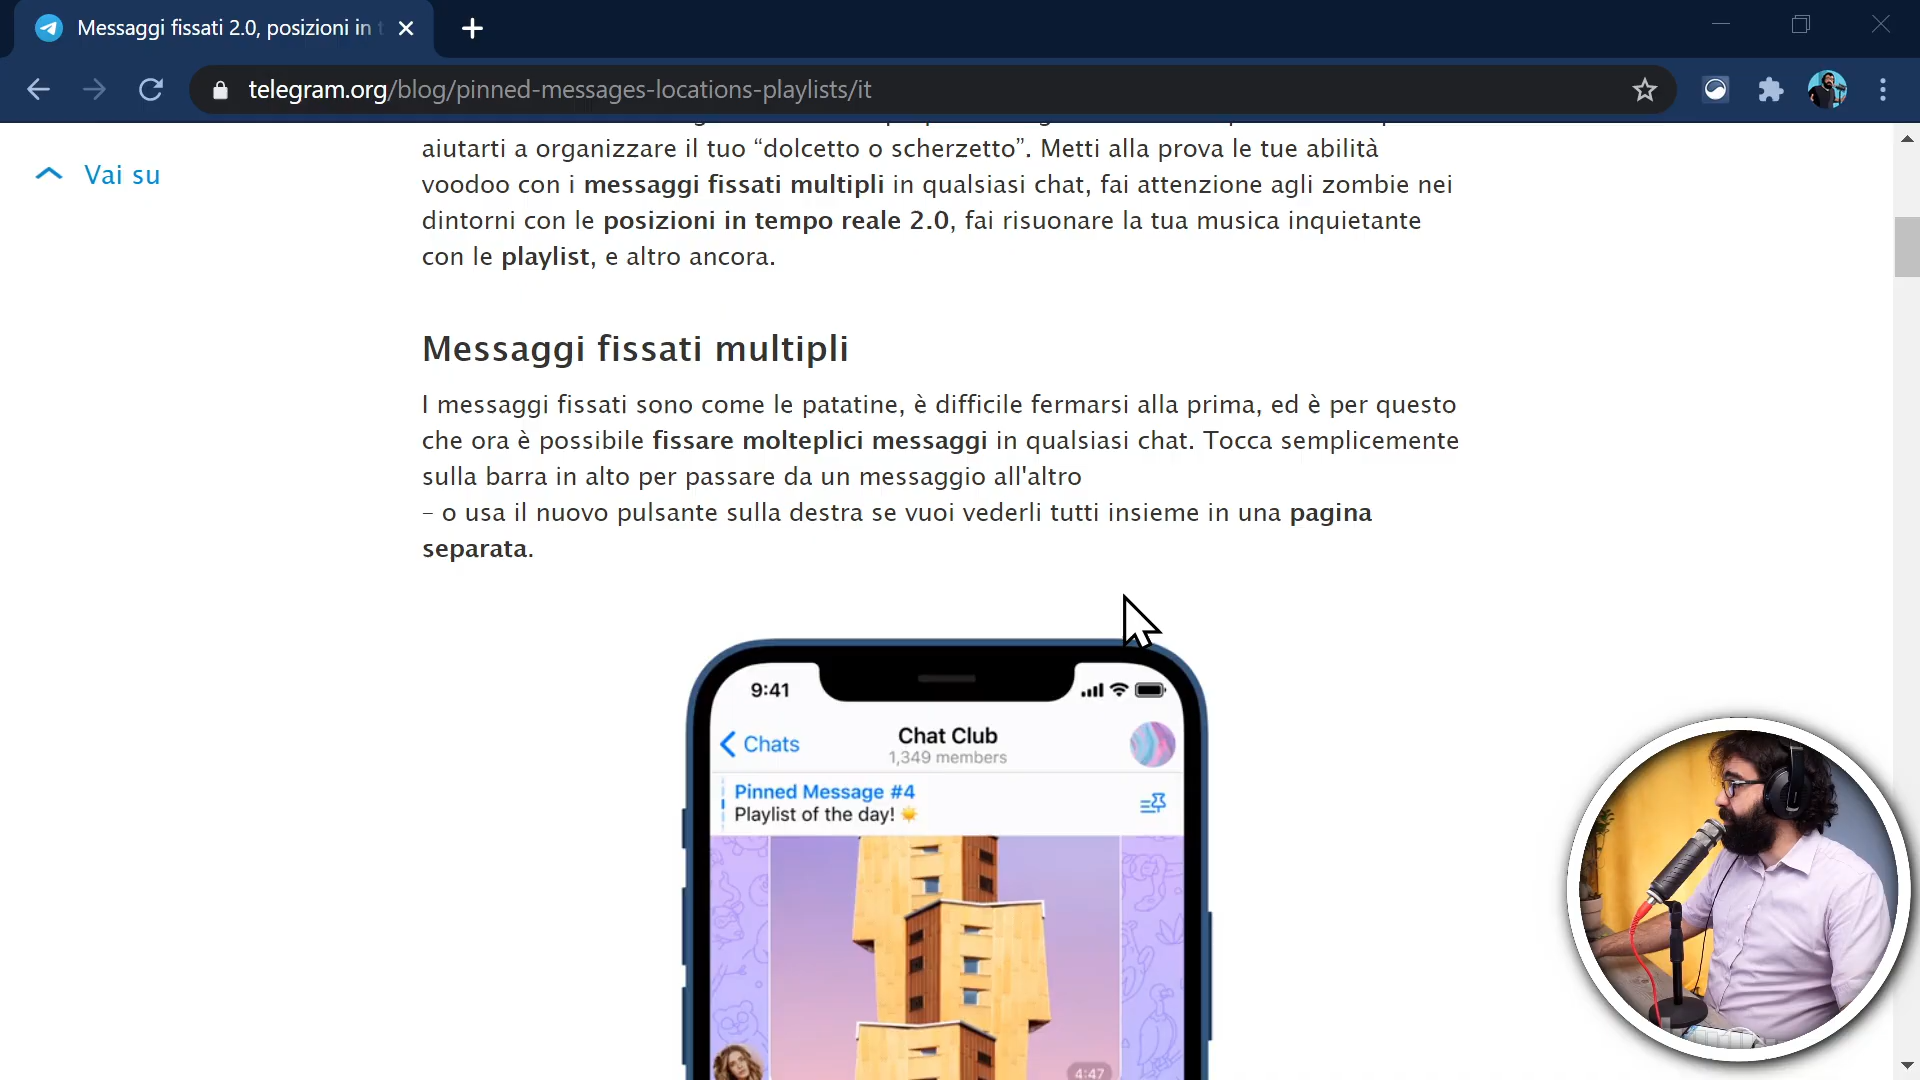 Messaggi fissati 2.0, posizioni in
telegram.org/blog/pinned-messages-locations-playlists/it
Vai su
aiutarti a organizzare il tuo “dolcetto o scherzetto”. Metti alla prova le tue abilità
voodoo con i messaggi fissati multipli in qualsiasi chat, fai attenzione agli zombie nei
dintorni con le posizioni in tempo reale 2.0, fai risuonare la tua musica inquietante
con le playlist, e altro ancora.
Messaggi fissati multipli
I messaggi fissati sono come le patatine, è difficile fermarsi alla prima, ed è per questo
che ora è possibile fissare molteplici messaggi in qualsiasi chat. Tocca semplicemente
sulla barra in alto per passare da un messaggio all'altro
– o usa il nuovo pulsante sulla destra se vuoi vederli tutti insieme in una pagina
separata.
9:41
Chats
Chat Club
1,349 members
Pinned Message #4
Playlist of the day!
4:47